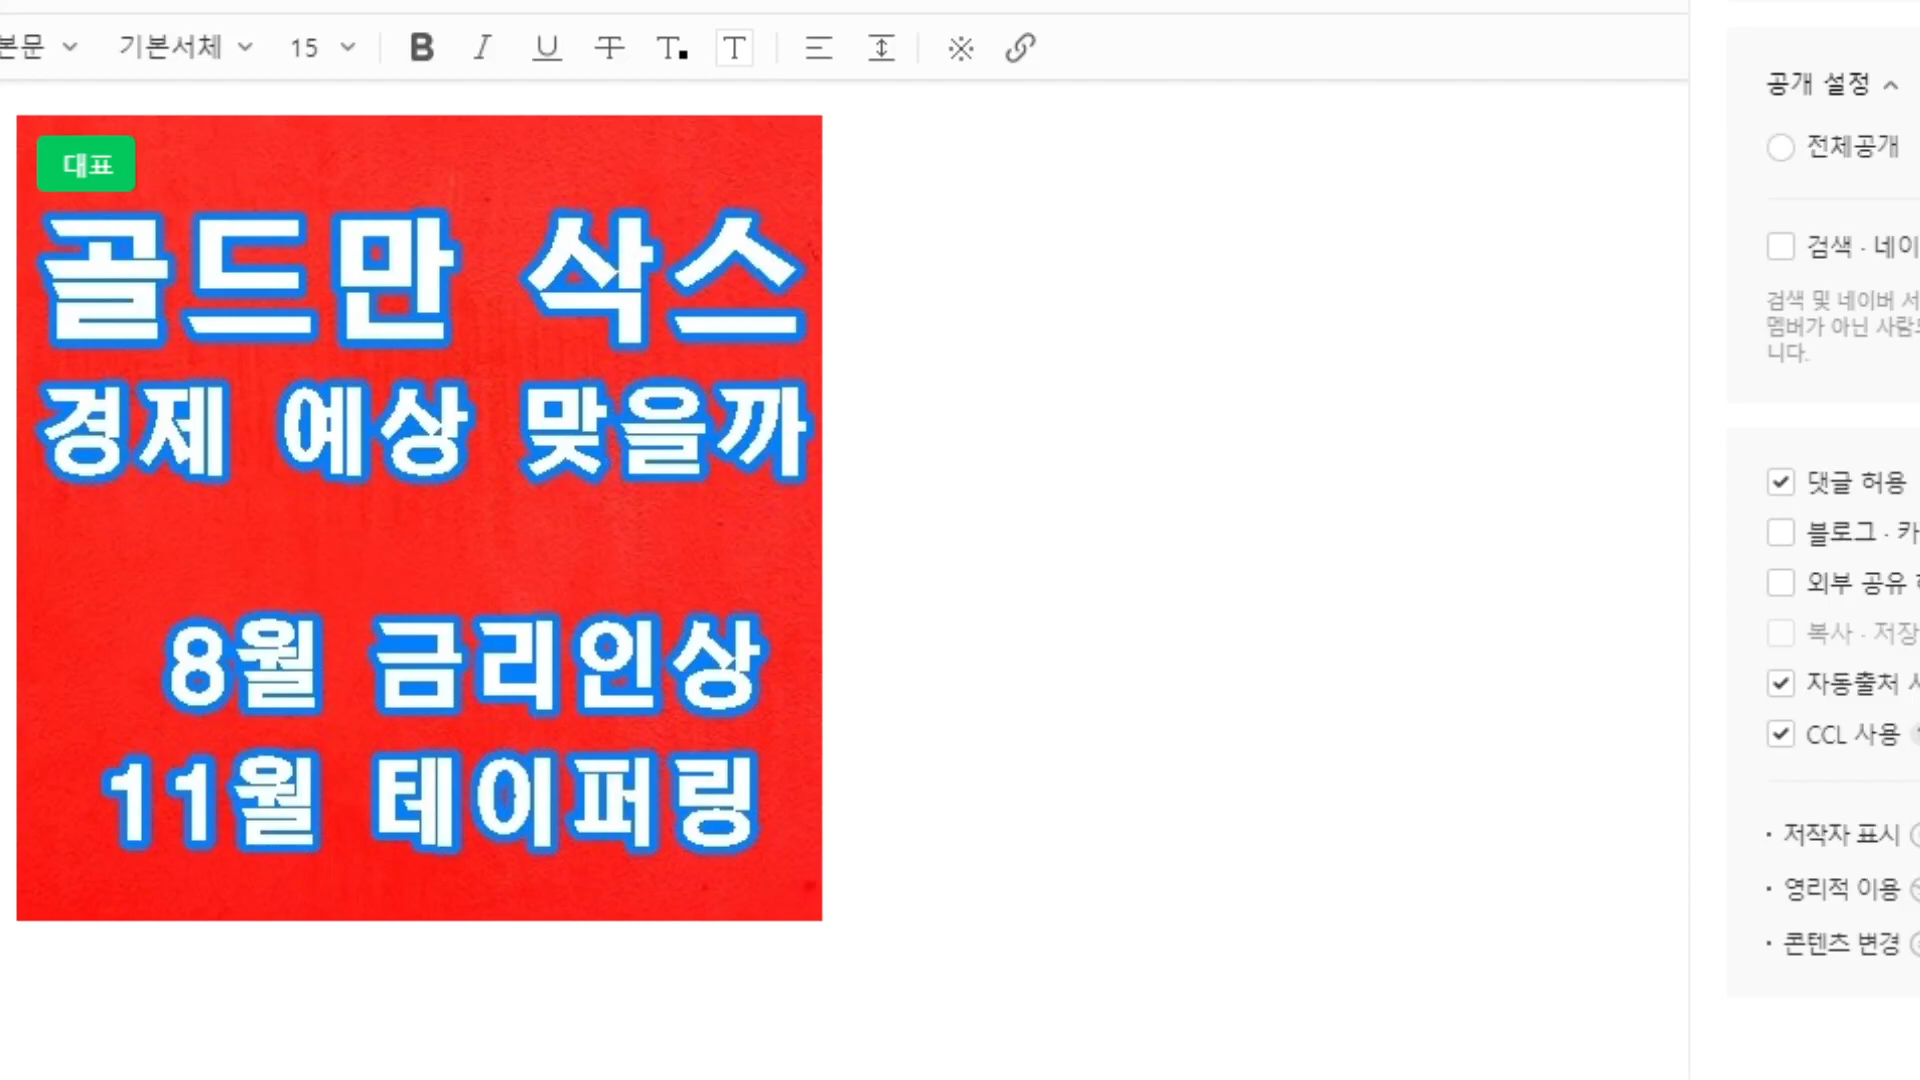 본문 기본서체 15 B I U T T. T ※
대표
골드만 삭스
경제 예상 맞을까
8월 금리인상
11월 테이퍼링
공개 설정
전체공개
검색 · 네이
검색 및 네이버 서
멤버가 아닌 사람
니다.
댓글 허용
블로그 · 카
외부 공유
복사 · 저장
자동출처
CCL 사용
· 저작자 표시
· 영리적 이용
· 콘텐츠 변경